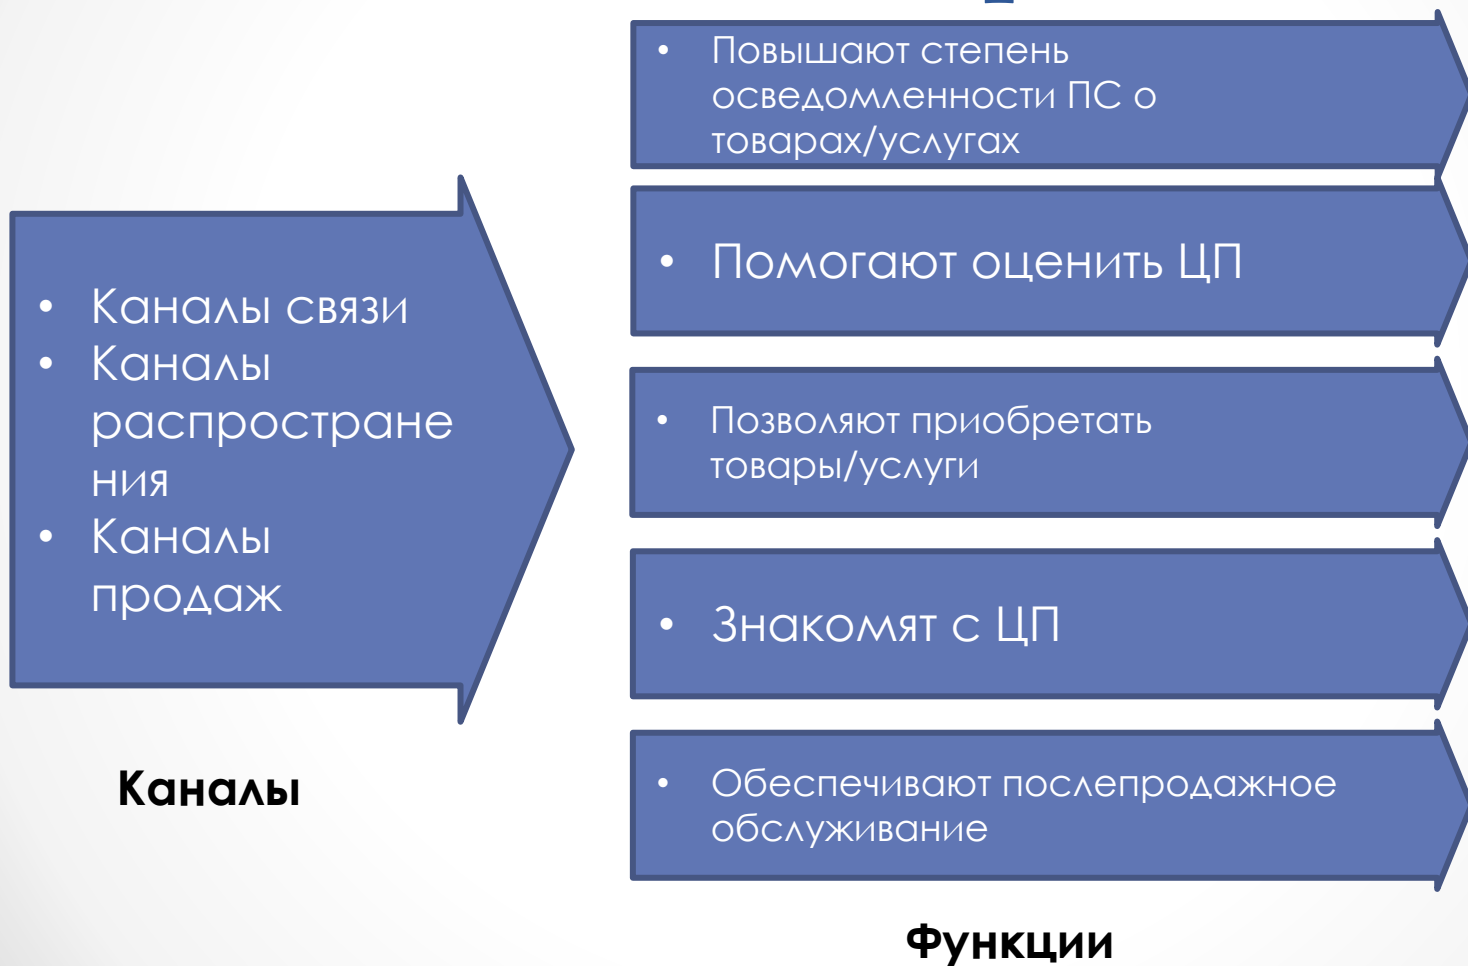 • Каналы связи
• Каналы
распростране
ния
• Каналы
продаж
Каналы
• Повышают степень
осведомленности ПС о
товарах/услугах
• Помогают оценить ЦП
• Позволяют приобретать
товары/услуги
• Знакомят с ЦП
• Обеспечивают послепродажное
обслуживание
Функции